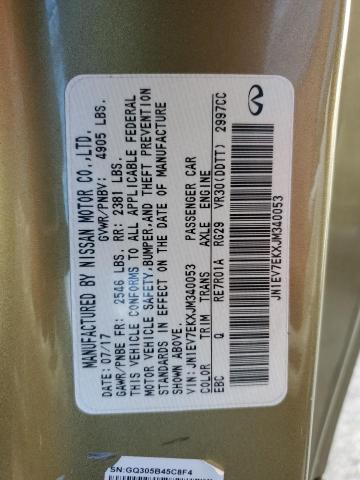 MANUFACTURED BY NISSAN MOTOR CO.,LTD.
DATE: 07/17 GVWR/PNBV: 4905 LBS.
GAWR/PNBE FR: 2546 LBS. RR: 2381 LBS.
THIS VEHICLE CONFORMS TO ALL APPLICABLE FEDERAL
MOTOR VEHICLE SAFETY, BUMPER, AND THEFT PREVENTION
STANDARDS IN EFFECT ON THE DATE OF MANUFACTURE
SHOWN ABOVE.
VIN: JN1EV7EKXJM340053 PASSENGER CAR
COLOR TRIM TRANS AXLE ENGINE
EBC Q RE7R01A RG29 VR30(DDTT) 2997CC
JN1EV7EKXJM340053
SN:GQ305B45C8F4